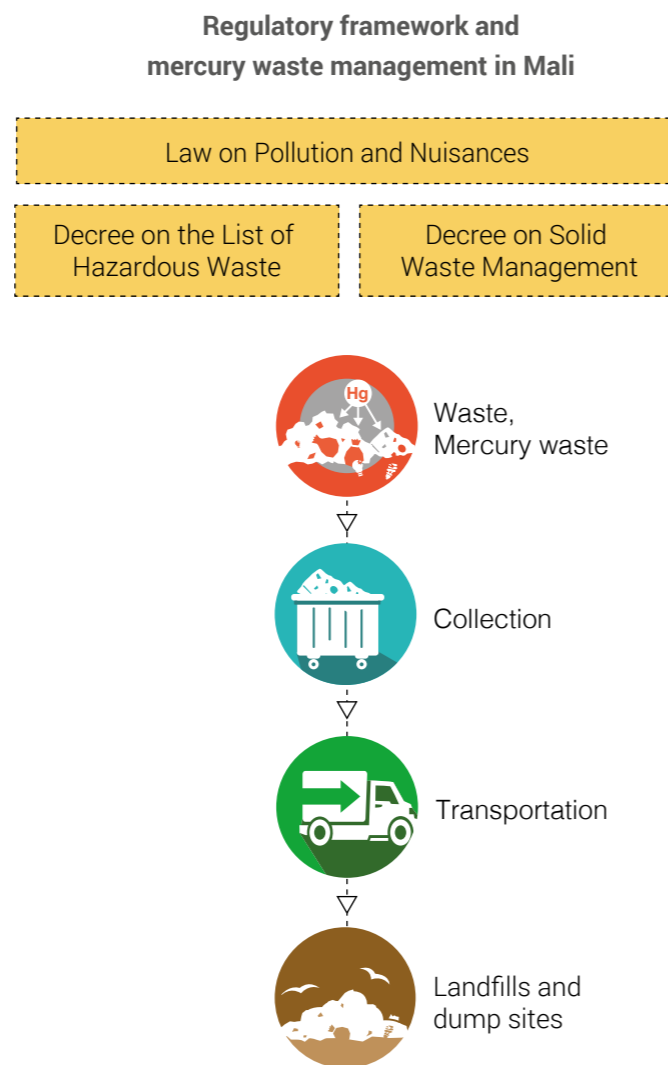 Regulatory framework and
mercury waste management in Mali
Law on Pollution and Nuisances
Decree on the List of
Hazardous Waste
Decree on Solid
Waste Management
Hg
Waste,
Mercury waste
Collection
Transportation
Landfills and
dump sites